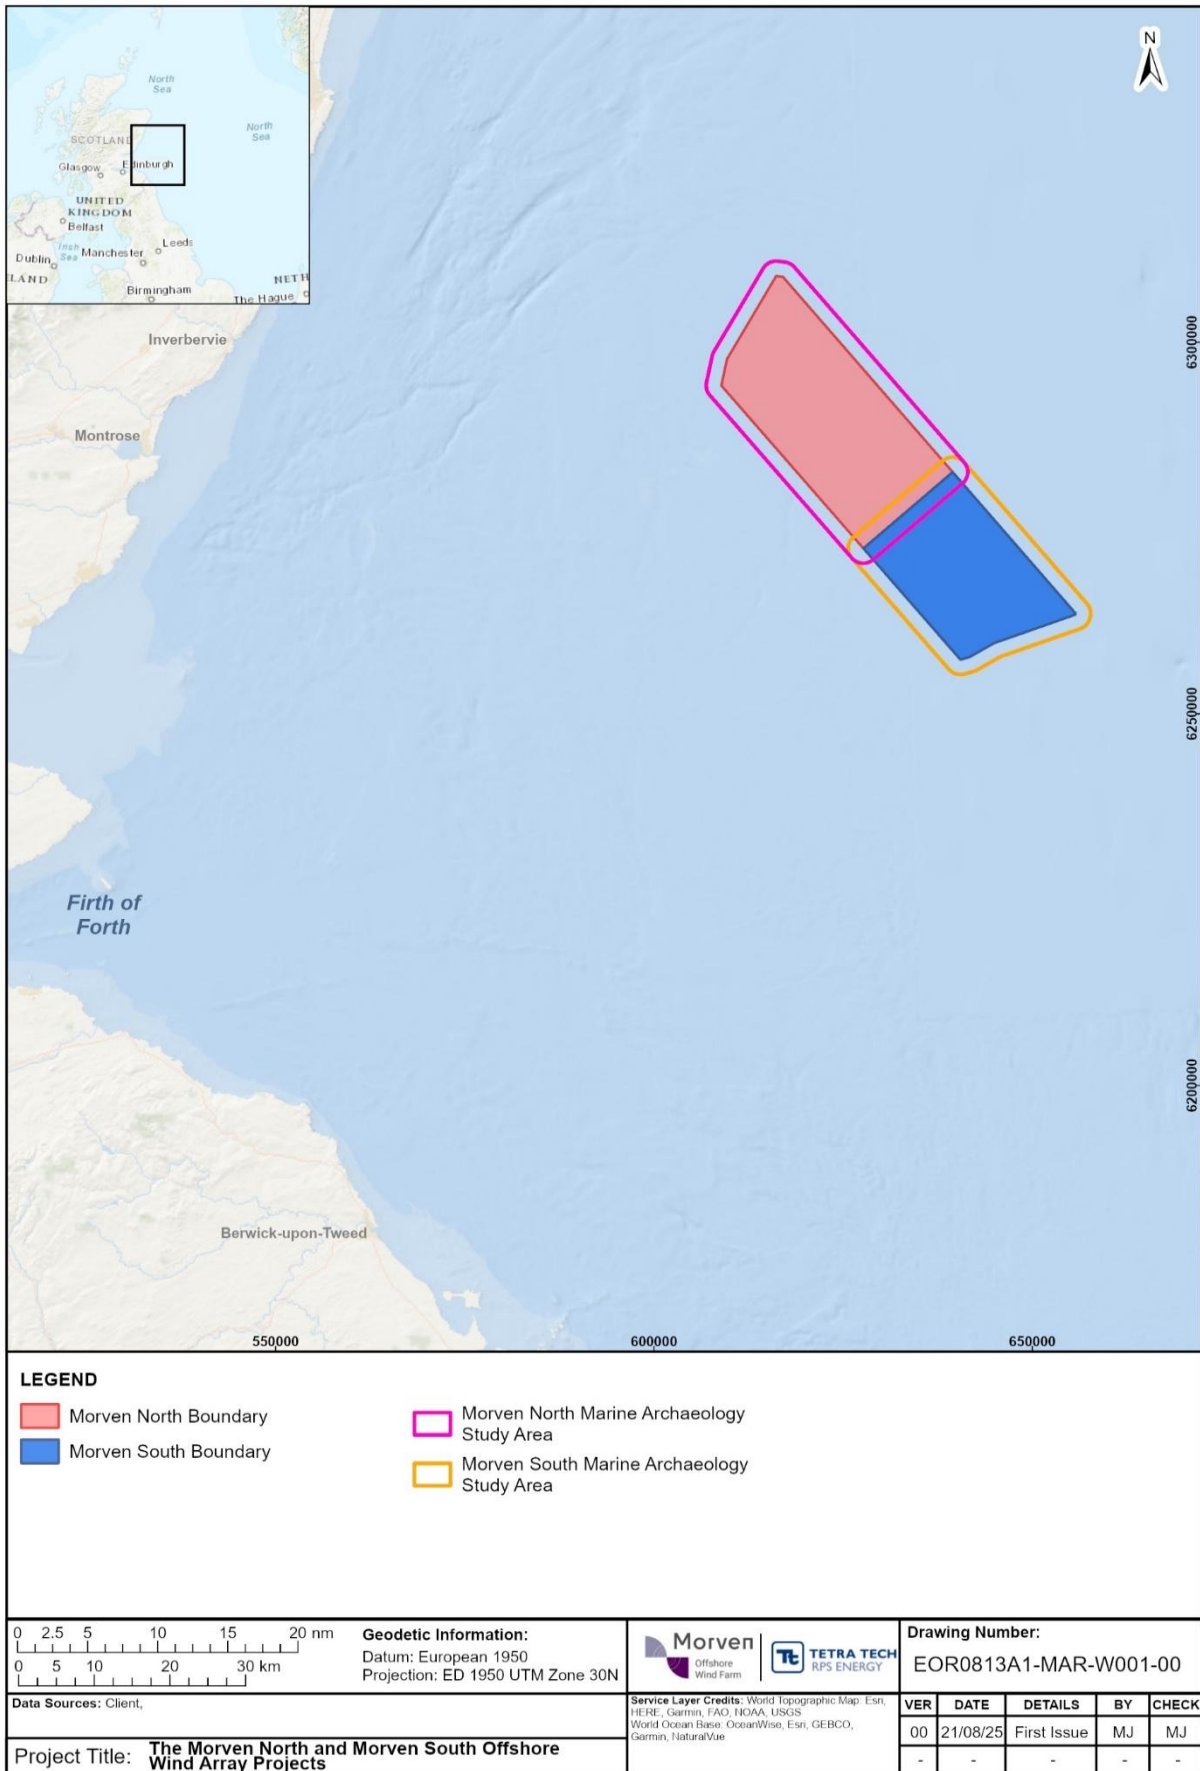 N
North
Sea
North
Sea
SCOTLAND
Glasgow
Edinburgh
UNITED
KINGDOM
Belfast
Irish
Sea
Dublin
Manchester
Leeds
LAND
Birmingham
NETH
The Hague
Inverbervie
Montrose
6300000
6250000
Firth of
Forth
6200000
Berwick-upon-Tweed
550000
600000
650000
LEGEND
Morven North Boundary
Morven South Boundary
Morven North Marine Archaeology
Study Area
Morven South Marine Archaeology
Study Area
0 2.5 5 10 15 20 nm
0 5 10 20 30 km
Geodetic Information:
Datum: European 1950
Projection: ED 1950 UTM Zone 30N
Morven
Offshore
Wind Farm
Tt TETRA TECH
RPS ENERGY
Drawing Number:
EOR0813A1-MAR-W001-00
Data Sources: Client,
Service Layer Credits: World Topographic Map: Esri,
HERE, Garmin, FAO, NOAA, USGS
World Ocean Base: OceanWise, Esri, GEBCO,
Garmin, NaturalVue
VER DATE DETAILS BY CHECK
00 21/08/25 First Issue MJ MJ
- - - - -
Project Title: The Morven North and Morven South Offshore
Wind Array Projects